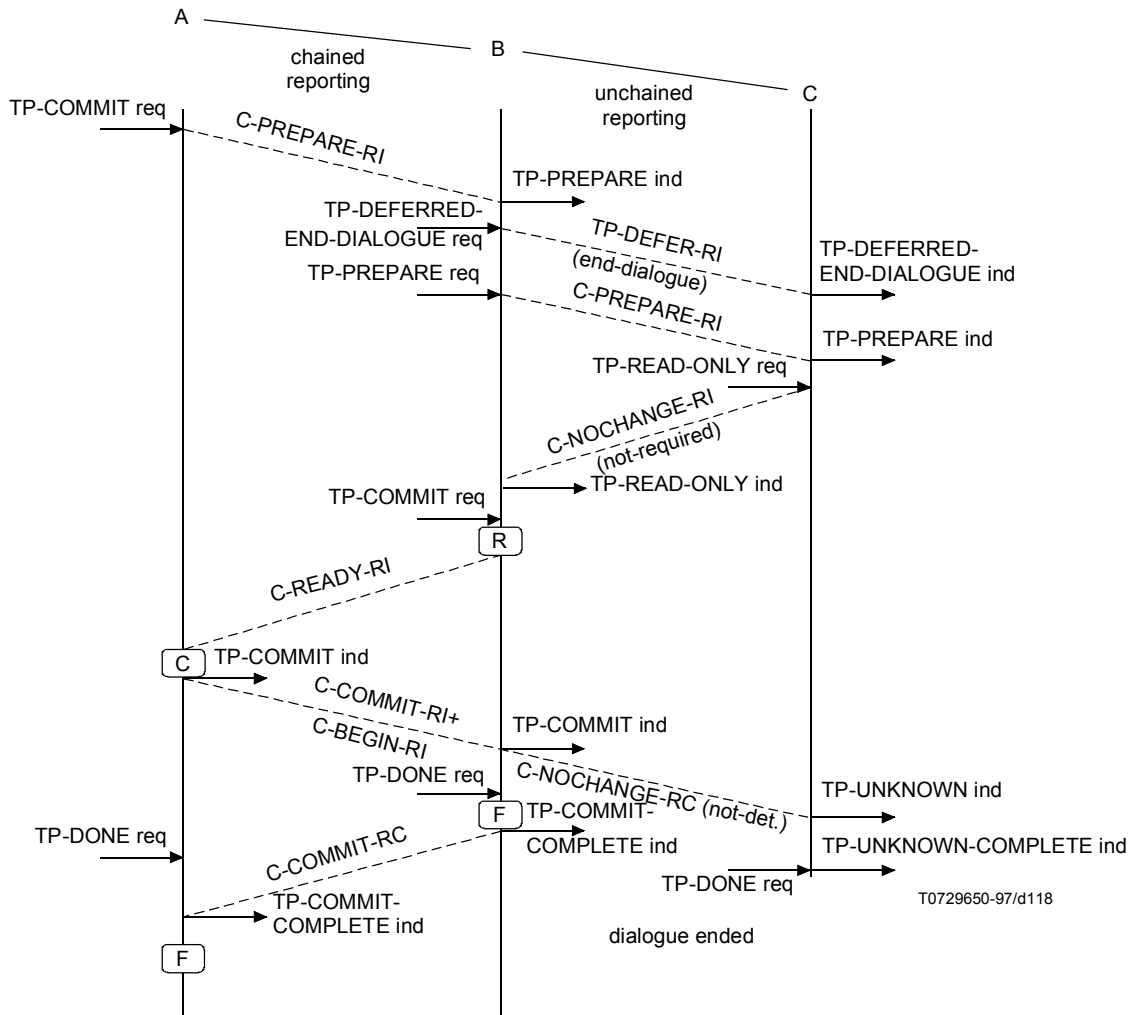 A
B
chained
reporting
C
unchained
reporting
TP-COMMIT req
C-PREPARE-RI
TP-PREPARE ind
TP-DEFERRED-
END-DIALOGUE req
TP-DEFER-RI
(end-dialogue)
TP-DEFERRED-
END-DIALOGUE ind
TP-PREPARE req
C-PREPARE-RI
TP-PREPARE ind
TP-READ-ONLY req
C-NOCHANGE-RI
(not-required)
TP-READ-ONLY ind
TP-COMMIT req
R
C-READY-RI
C
TP-COMMIT ind
C-COMMIT-RI+
C-BEGIN-RI
TP-COMMIT ind
TP-DONE req
C-NOCHANGE-RC (not-det.)
TP-UNKNOWN ind
F
TP-COMMIT-
COMPLETE ind
TP-DONE req
C-COMMIT-RC
TP-UNKNOWN-COMPLETE ind
TP-DONE req
T0729650-97/d118
TP-COMMIT-
COMPLETE ind
dialogue ended
F